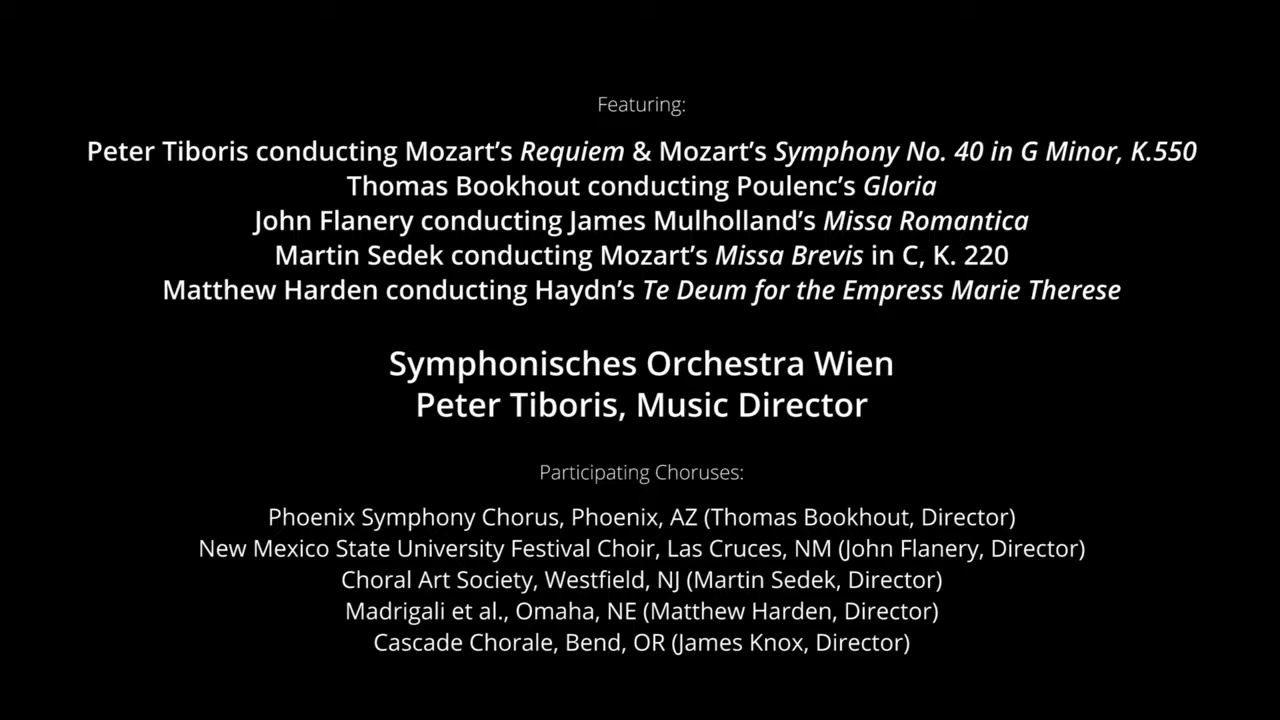 Featuring:
Peter Tiboris conducting Mozart’s Requiem & Mozart’s Symphony No. 40 in G Minor, K.550
Thomas Bookhout conducting Poulenc’s Gloria
John Flanery conducting James Mulholland’s Missa Romantica
Martin Sedek conducting Mozart’s Missa Brevis in C, K. 220
Matthew Harden conducting Haydn’s Te Deum for the Empress Marie Therese
Symphonisches Orchestra Wien
Peter Tiboris, Music Director
Participating Choruses:
Phoenix Symphony Chorus, Phoenix, AZ (Thomas Bookhout, Director)
New Mexico State University Festival Choir, Las Cruces, NM (John Flanery, Director)
Choral Art Society, Westfield, NJ (Martin Sedek, Director)
Madrigali et al., Omaha, NE (Matthew Harden, Director)
Cascade Chorale, Bend, OR (James Knox, Director)